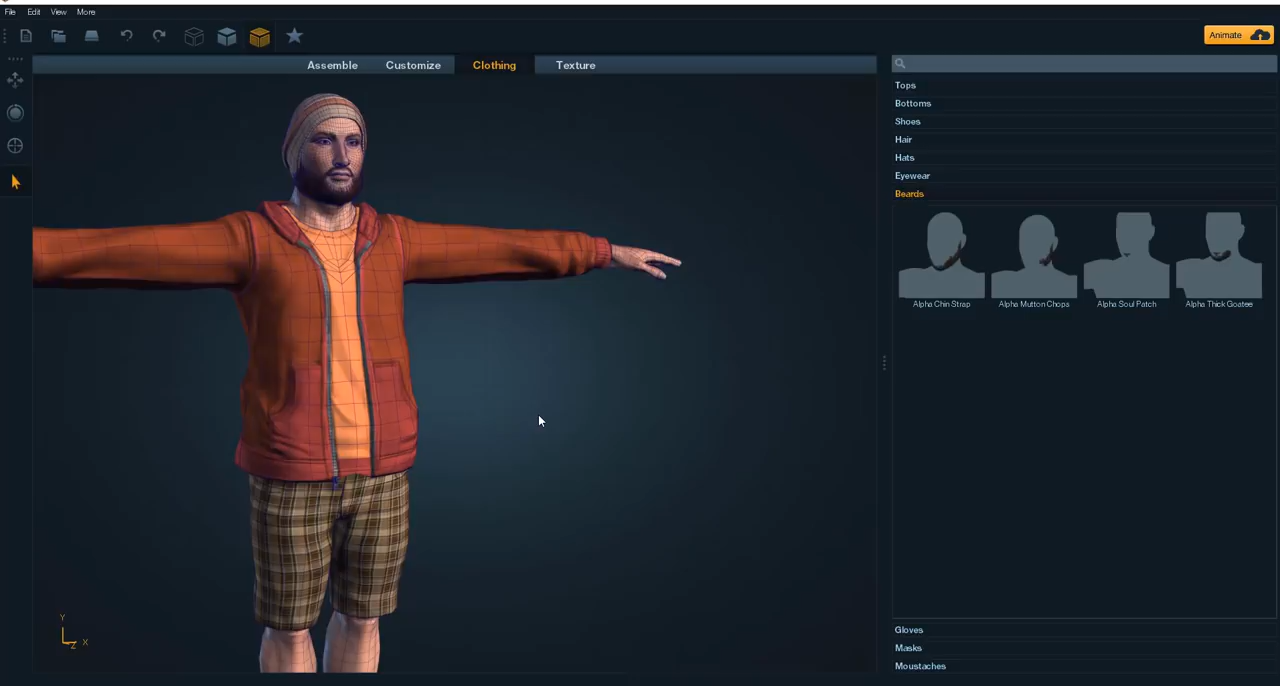 File Edit View More
Animate
Assemble Customize Clothing Texture
Tops
Bottoms
Shoes
Hair
Hats
Eyewear
Beards
Alpha Chin Strap Alpha Mutton Chops Alpha Soul Patch Alpha Thick Goatee
Y
Z X
Gloves
Masks
Moustaches